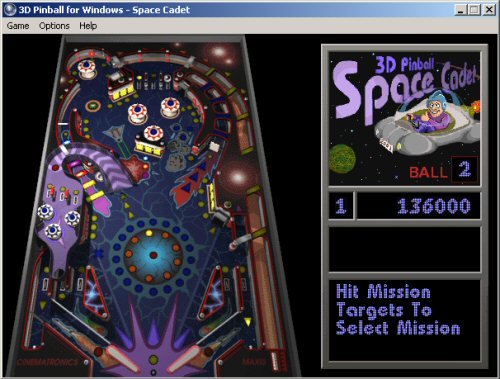 3D Pinball for Windows - Space Cadet
Game Options Help
3D Pinball
Space Cadet
BALL 2
1 136000
Hit Mission
Targets To
Select Mission
CINEMATRONICS MAXIS